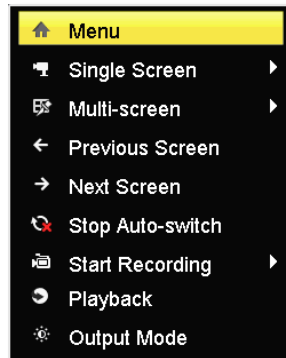 Menu
Single Screen
Multi-screen
Previous Screen
Next Screen
Stop Auto-switch
Start Recording
Playback
Output Mode